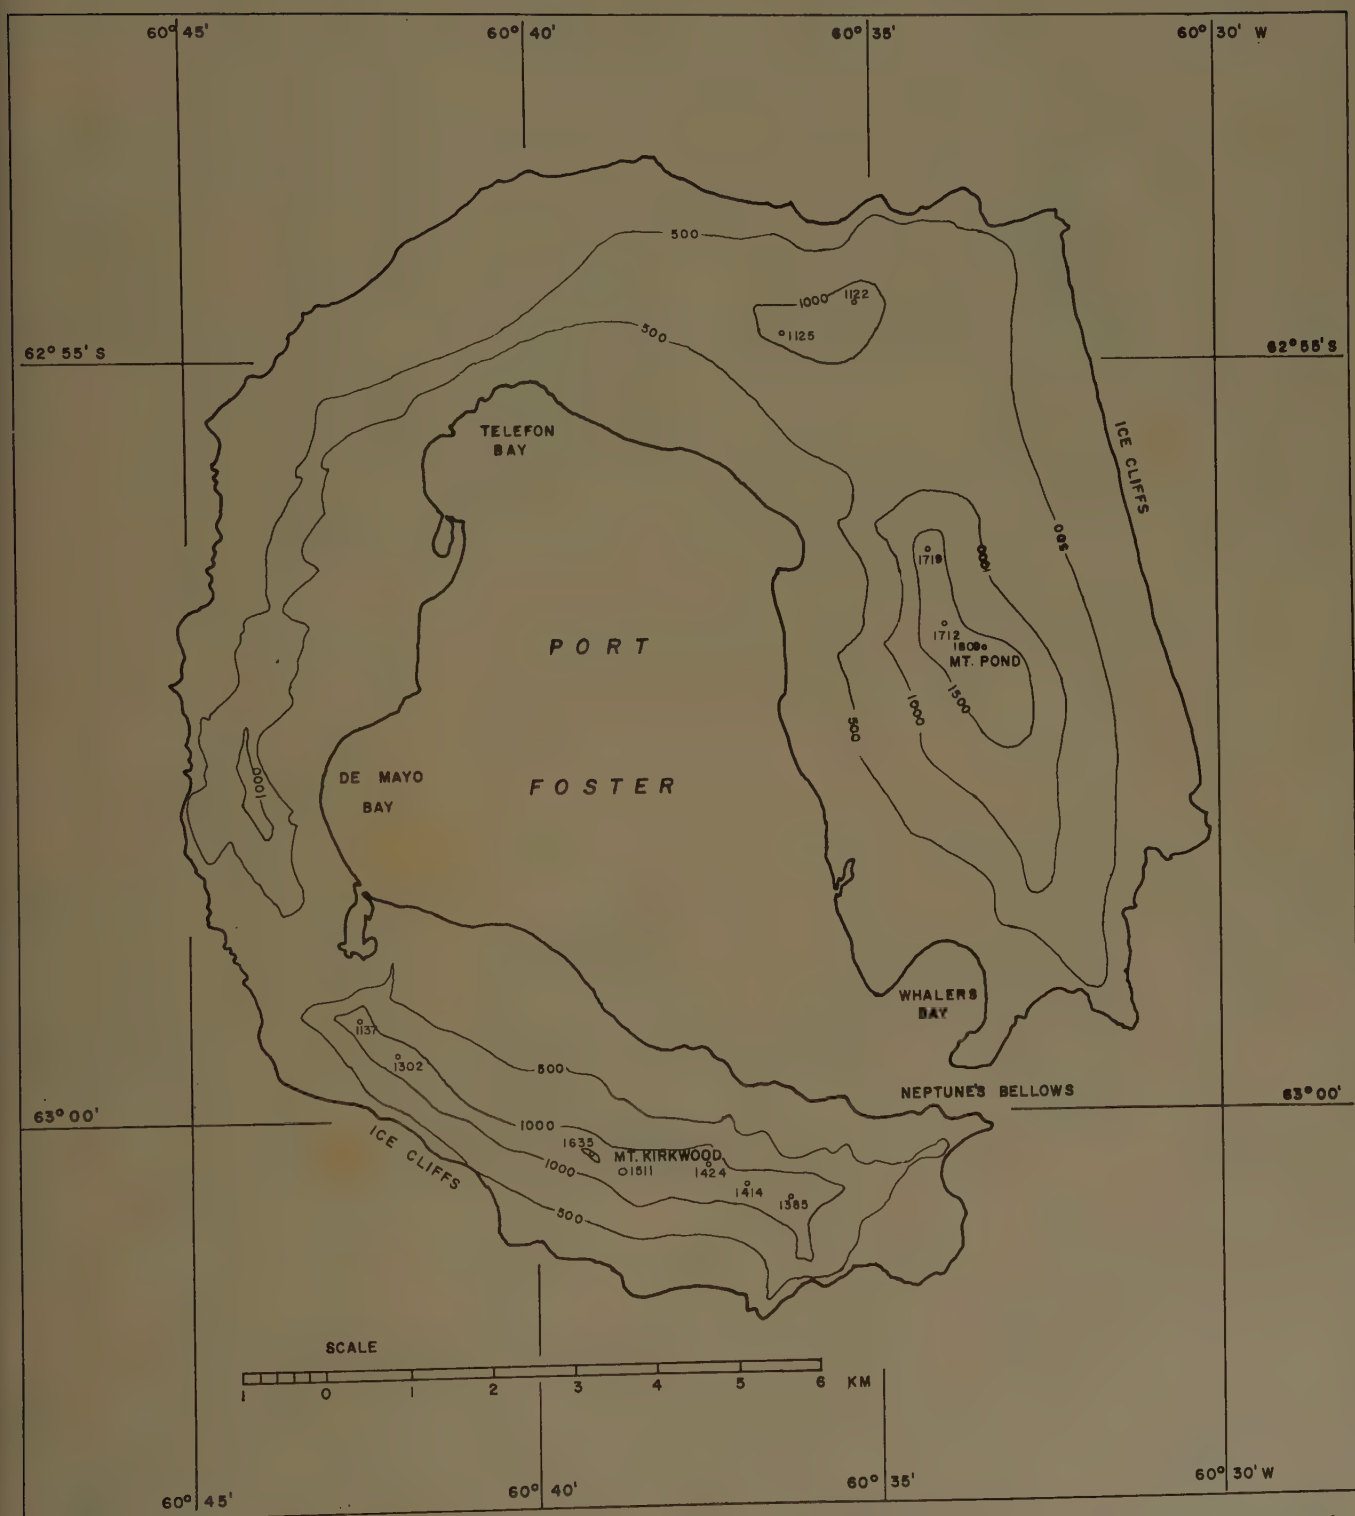 60° 45'
60° 40'
60° 35'
60° 30' W
500
1000
1122
1125
500
62° 55' S
62° 55' S
TELEFON
BAY
ICE CLIFFS
500
1000
1719
1712
1809
MT. POND
1500
1000
500
PORT
FOSTER
DE MAYO
BAY
1000
WHALERS
BAY
1137
1302
500
NEPTUNE'S BELLOWS
63° 00'
63° 00'
ICE CLIFFS
1000
1635
MT. KIRKWOOD
1000
1511
1424
1414
1385
500
SCALE
1 0 1 2 3 4 5 6 KM
60° 45'
60° 40'
60° 35'
60° 30' W